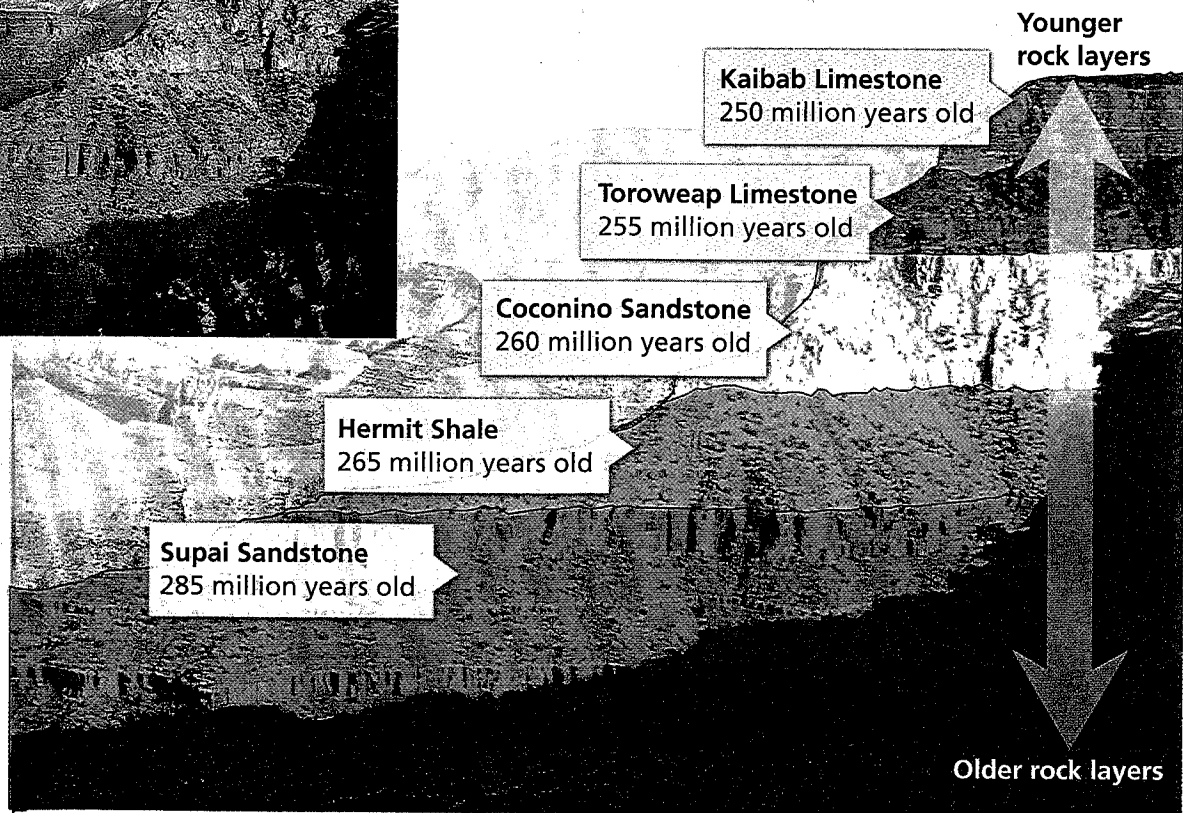 Younger
rock layers
Kaibab Limestone
250 million years old
Toroweap Limestone
255 million years old
Coconino Sandstone
260 million years old
Hermit Shale
265 million years old
Supai Sandstone
285 million years old
Older rock layers